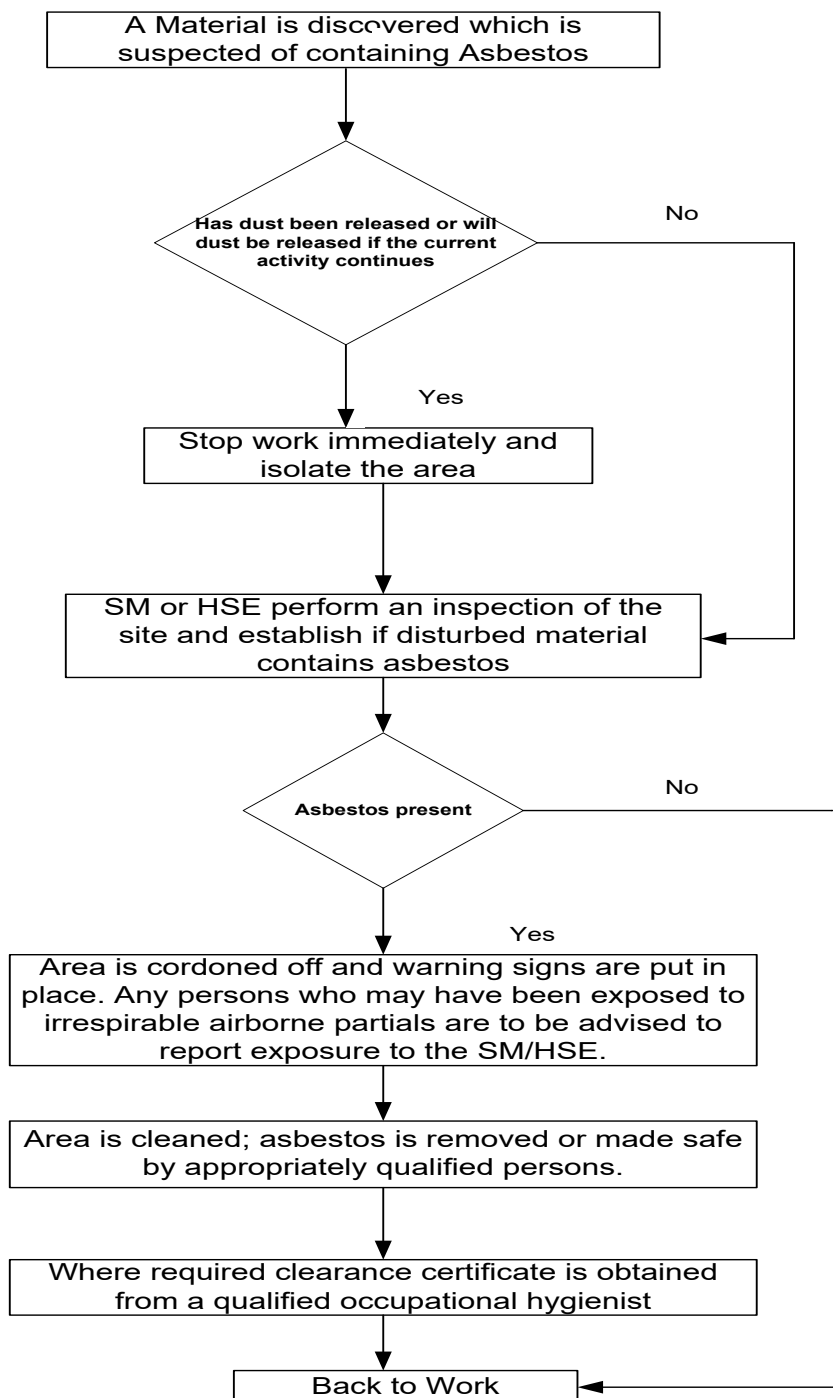 A Material is discovered which is
suspected of containing Asbestos
Has dust been released or will
dust be released if the current
activity continues
No
Yes
Stop work immediately and
isolate the area
SM or HSE perform an inspection of the
site and establish if disturbed material
contains asbestos
Asbestos present
No
Yes
Area is cordoned off and warning signs are put in
place. Any persons who may have been exposed to
irrespirable airborne partials are to be advised to
report exposure to the SM/HSE.
Area is cleaned; asbestos is removed or made safe
by appropriately qualified persons.
Where required clearance certificate is obtained
from a qualified occupational hygienist
Back to Work